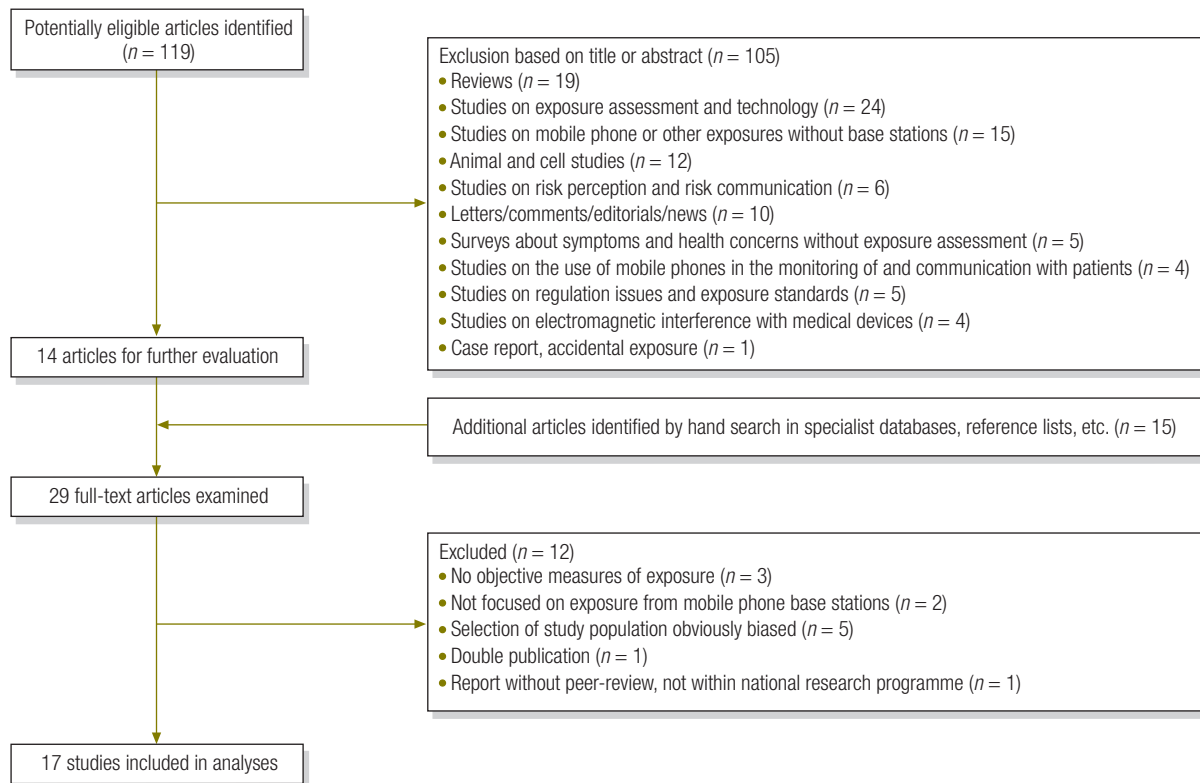 Potentially eligible articles identified
(n = 119)
Exclusion based on title or abstract (n = 105)
• Reviews (n = 19)
• Studies on exposure assessment and technology (n = 24)
• Studies on mobile phone or other exposures without base stations (n = 15)
• Animal and cell studies (n = 12)
• Studies on risk perception and risk communication (n = 6)
• Letters/comments/editorials/news (n = 10)
• Surveys about symptoms and health concerns without exposure assessment (n = 5)
• Studies on the use of mobile phones in the monitoring of and communication with patients (n = 4)
• Studies on regulation issues and exposure standards (n = 5)
• Studies on electromagnetic interference with medical devices (n = 4)
• Case report, accidental exposure (n = 1)
14 articles for further evaluation
Additional articles identified by hand search in specialist databases, reference lists, etc. (n = 15)
29 full-text articles examined
Excluded (n = 12)
• No objective measures of exposure (n = 3)
• Not focused on exposure from mobile phone base stations (n = 2)
• Selection of study population obviously biased (n = 5)
• Double publication (n = 1)
• Report without peer-review, not within national research programme (n = 1)
17 studies included in analyses